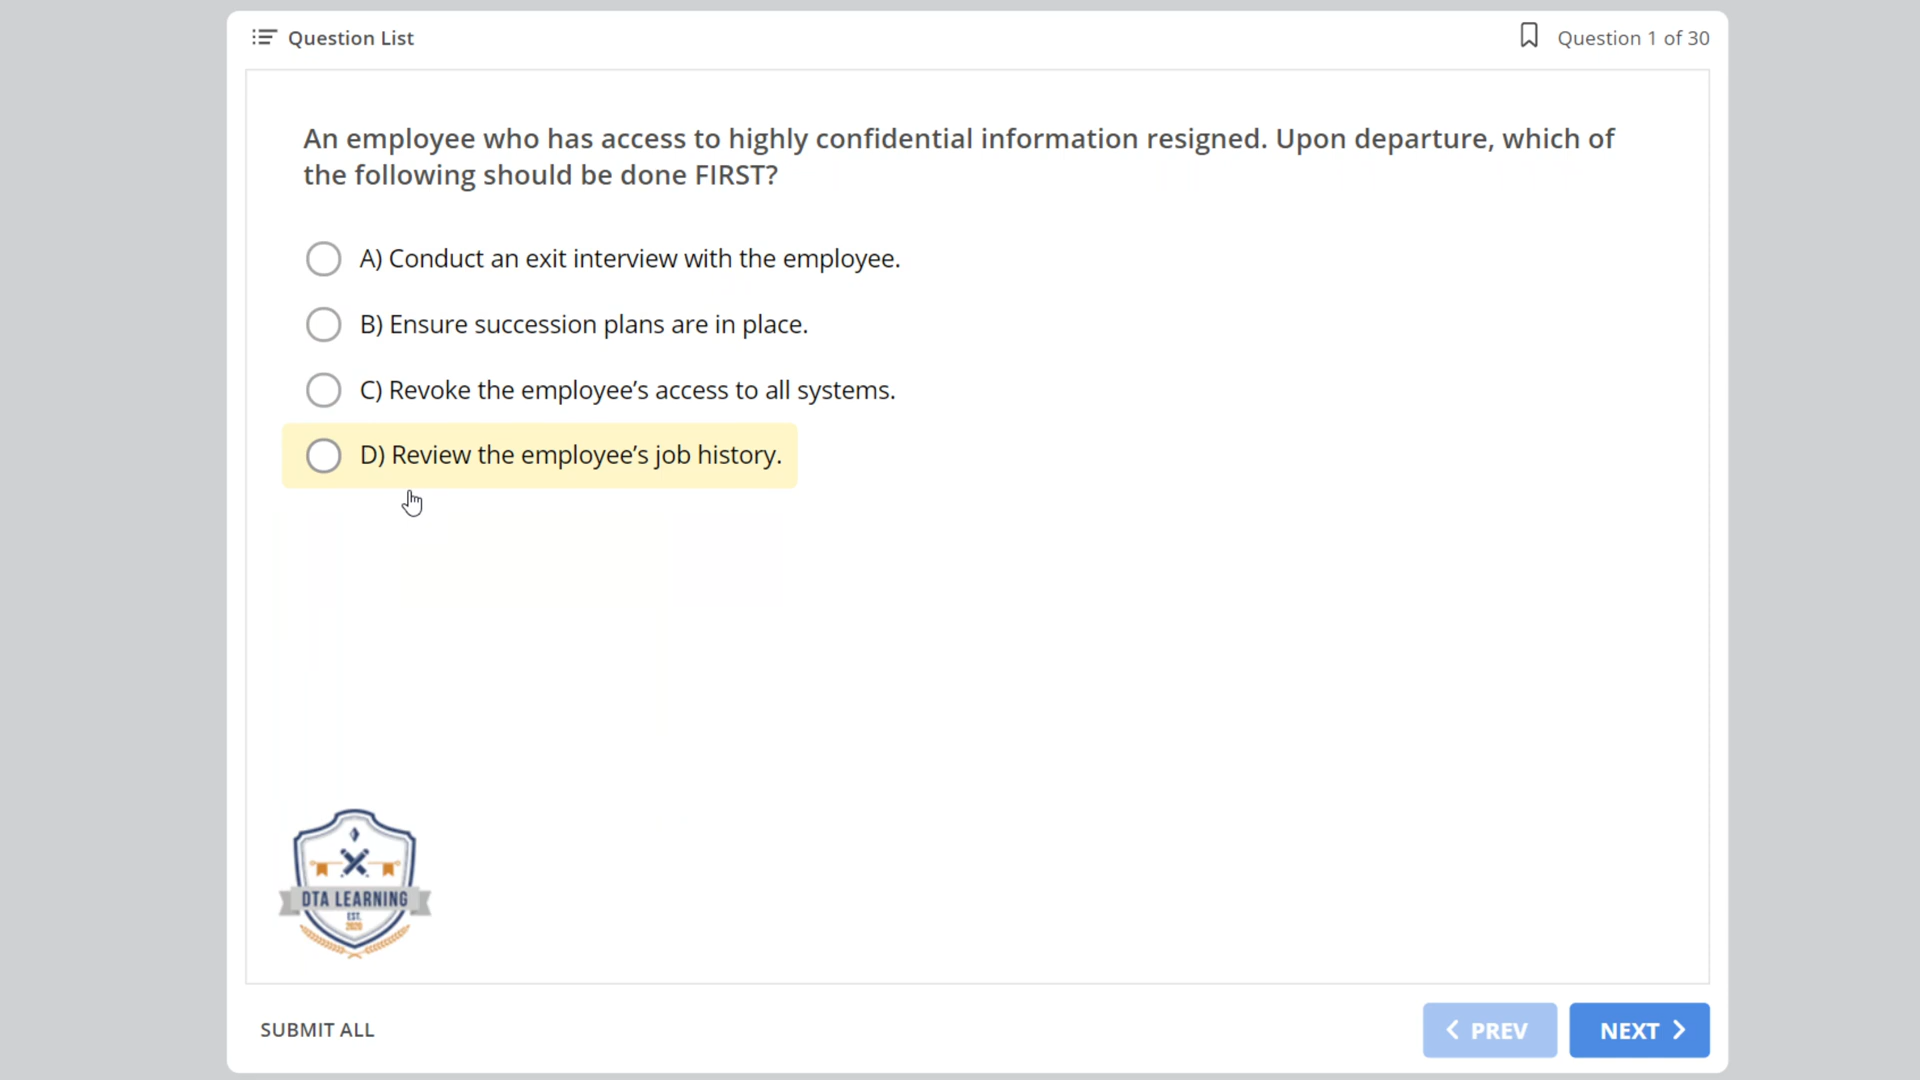 Question List
Question 1 of 30
An employee who has access to highly confidential information resigned. Upon departure, which of
the following should be done FIRST?
A) Conduct an exit interview with the employee.
B) Ensure succession plans are in place.
C) Revoke the employee’s access to all systems.
D) Review the employee’s job history.
DTA LEARNING
EST.
2020
SUBMIT ALL
PREV
NEXT